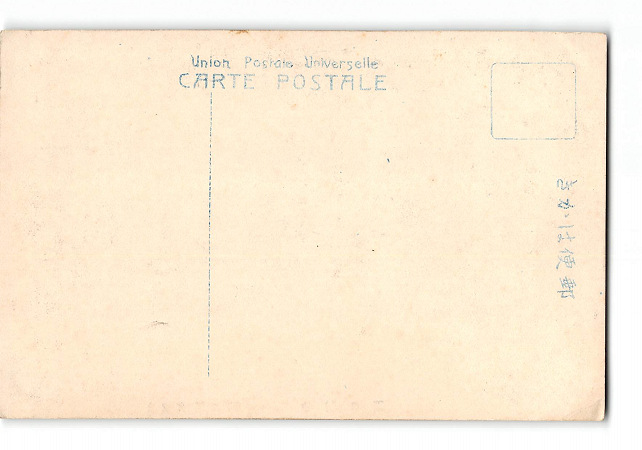 Union Postale Universelle
CARTE POSTALE
郵便はかき